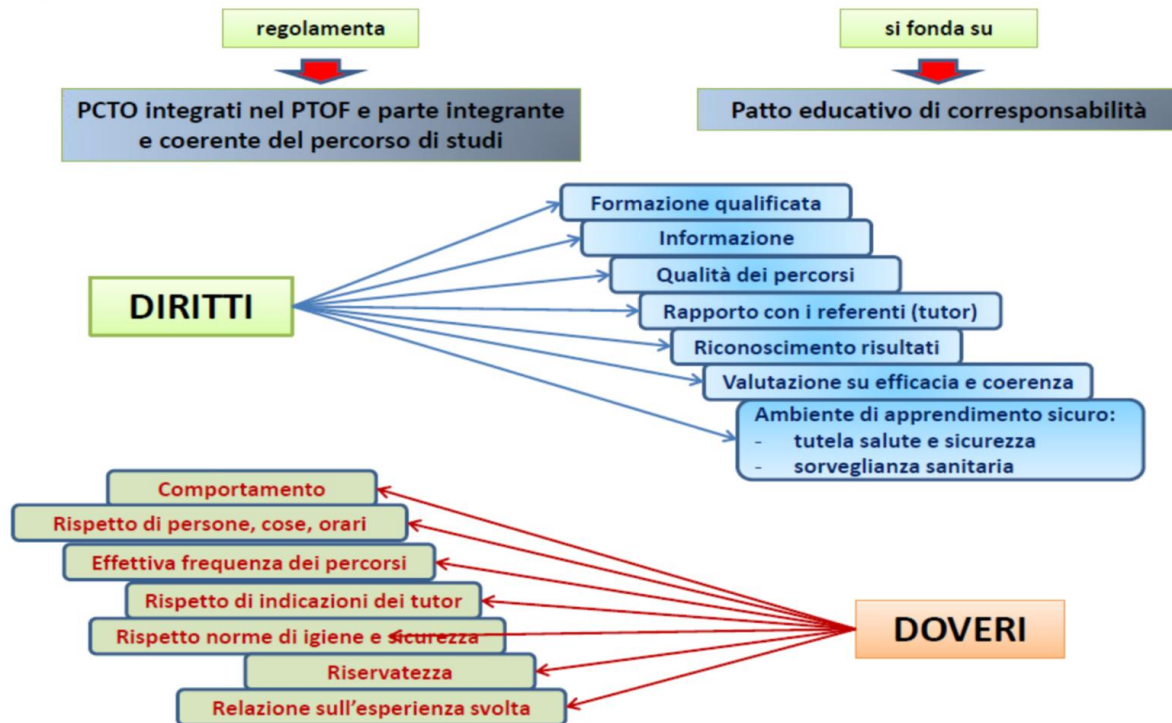 regolamenta
si fonda su
PCTO integrati nel PTOF e parte integrante
e coerente del percorso di studi
Patto educativo di corresponsabilità
DIRITTI
Formazione qualificata
Informazione
Qualità dei percorsi
Rapporto con i referenti (tutor)
Riconoscimento risultati
Valutazione su efficacia e coerenza
Ambiente di apprendimento sicuro:
- tutela salute e sicurezza
- sorveglianza sanitaria
Comportamento
Rispetto di persone, cose, orari
Effettiva frequenza dei percorsi
Rispetto di indicazioni dei tutor
Rispetto norme di igiene e sicurezza
Riservatezza
Relazione sull'esperienza svolta
DOVERI